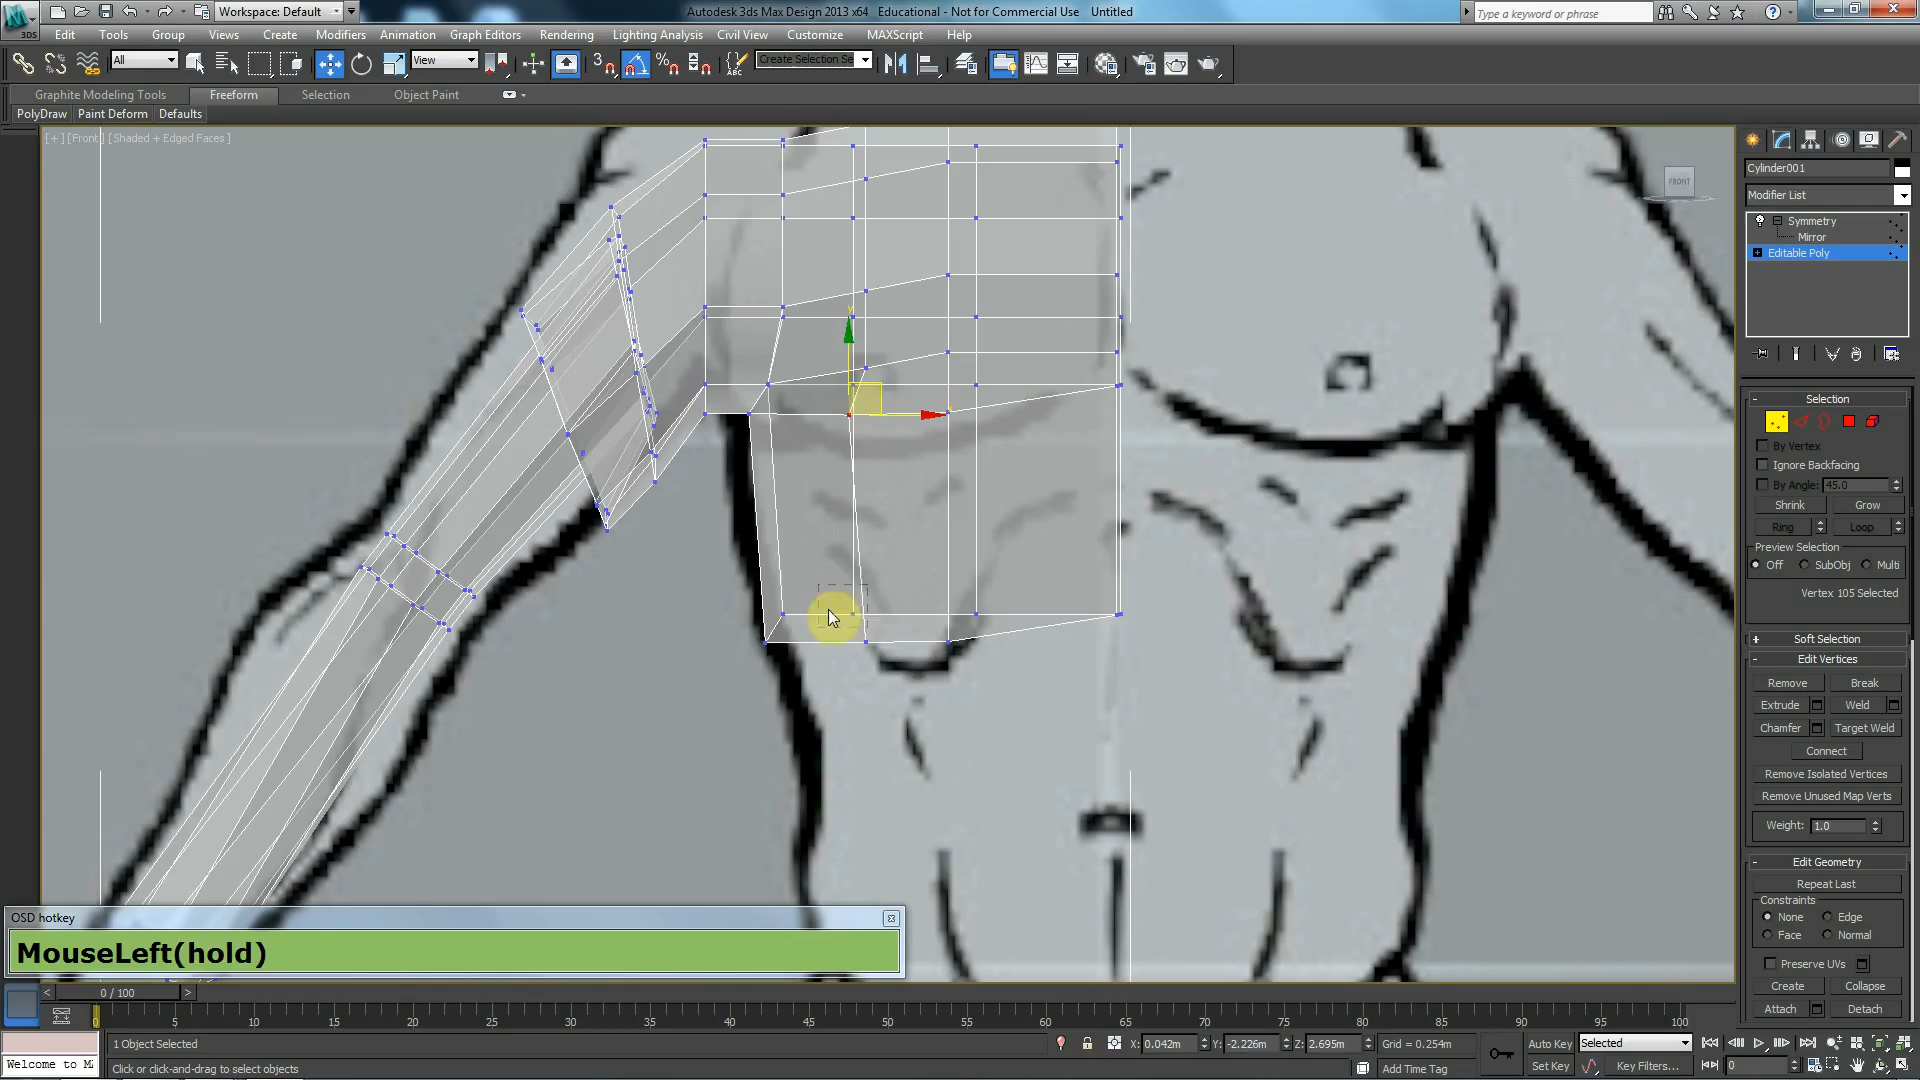 Workspace: Default
Autodesk 3ds Max Design 2013 x64   Educational - Not for Commercial Use   Untitled
Type a keyword or phrase
3DS
Edit Tools Group Views Create Modifiers Animation Graph Editors Rendering Lighting Analysis Civil View Customize MAXScript Help
All
View
Create Selection Se
Graphite Modeling Tools Freeform Selection Object Paint
PolyDraw Paint Deform Defaults
[+] [Front] [Shaded + Edged Faces]
FRONT
Cylinder001
Modifier List
Symmetry
Mirror
Editable Poly
- Selection
By Vertex
Ignore Backfacing
By Angle: 45.0
Shrink Grow
Ring Loop
Preview Selection
Off SubObj Multi
Vertex 105 Selected
+ Soft Selection
- Edit Vertices
Remove Break
Extrude Weld
Chamfer Target Weld
Connect
Remove Isolated Vertices
Remove Unused Map Verts
Weight: 1.0
- Edit Geometry
Repeat Last
Constraints
None Edge
Face Normal
Preserve UVs
Create Collapse
Attach Detach
OSD hotkey
MouseLeft(hold)
< 0 / 100 >
0 5 10 15 20 25 30 35 40 45 50 55 60 65 70 75 80 85 90 95 100
1 Object Selected
X: 0.042m Y: -2.226m Z: 2.695m Grid = 0.254m
Auto Key Selected
Welcome to M
Click or click-and-drag to select objects
Add Time Tag
Set Key Key Filters... 0